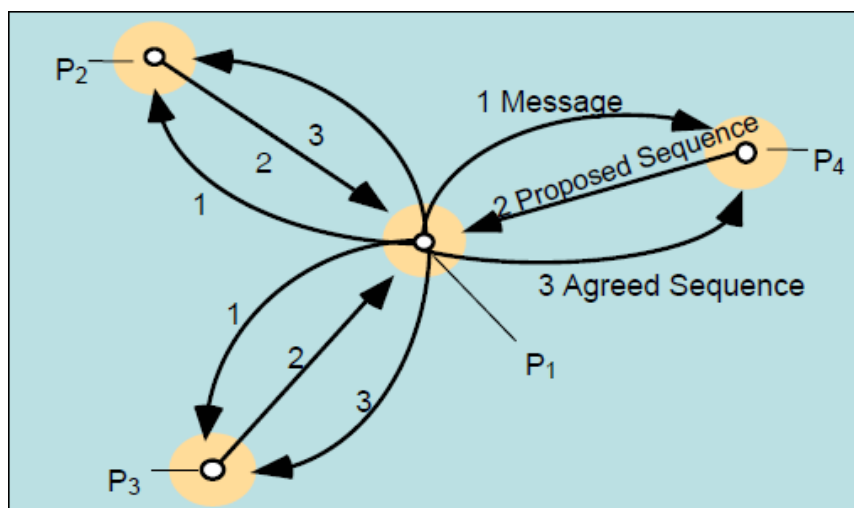 P2
3
2
1
1 Message
2 Proposed Sequence
P4
3 Agreed Sequence
1
2
3
P1
P3